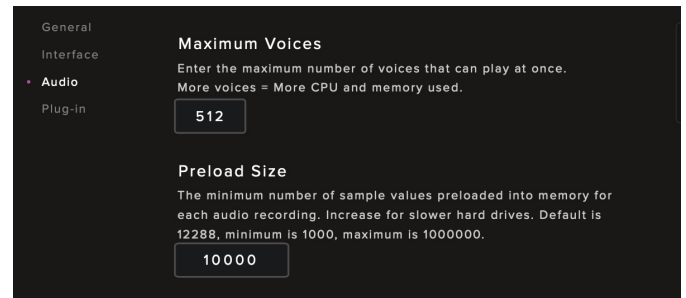 General
Interface
Audio
Plug-in
Maximum Voices
Enter the maximum number of voices that can play at once.
More voices = More CPU and memory used.
512
Preload Size
The minimum number of sample values preloaded into memory for
each audio recording. Increase for slower hard drives. Default is
12288, minimum is 1000, maximum is 1000000.
10000